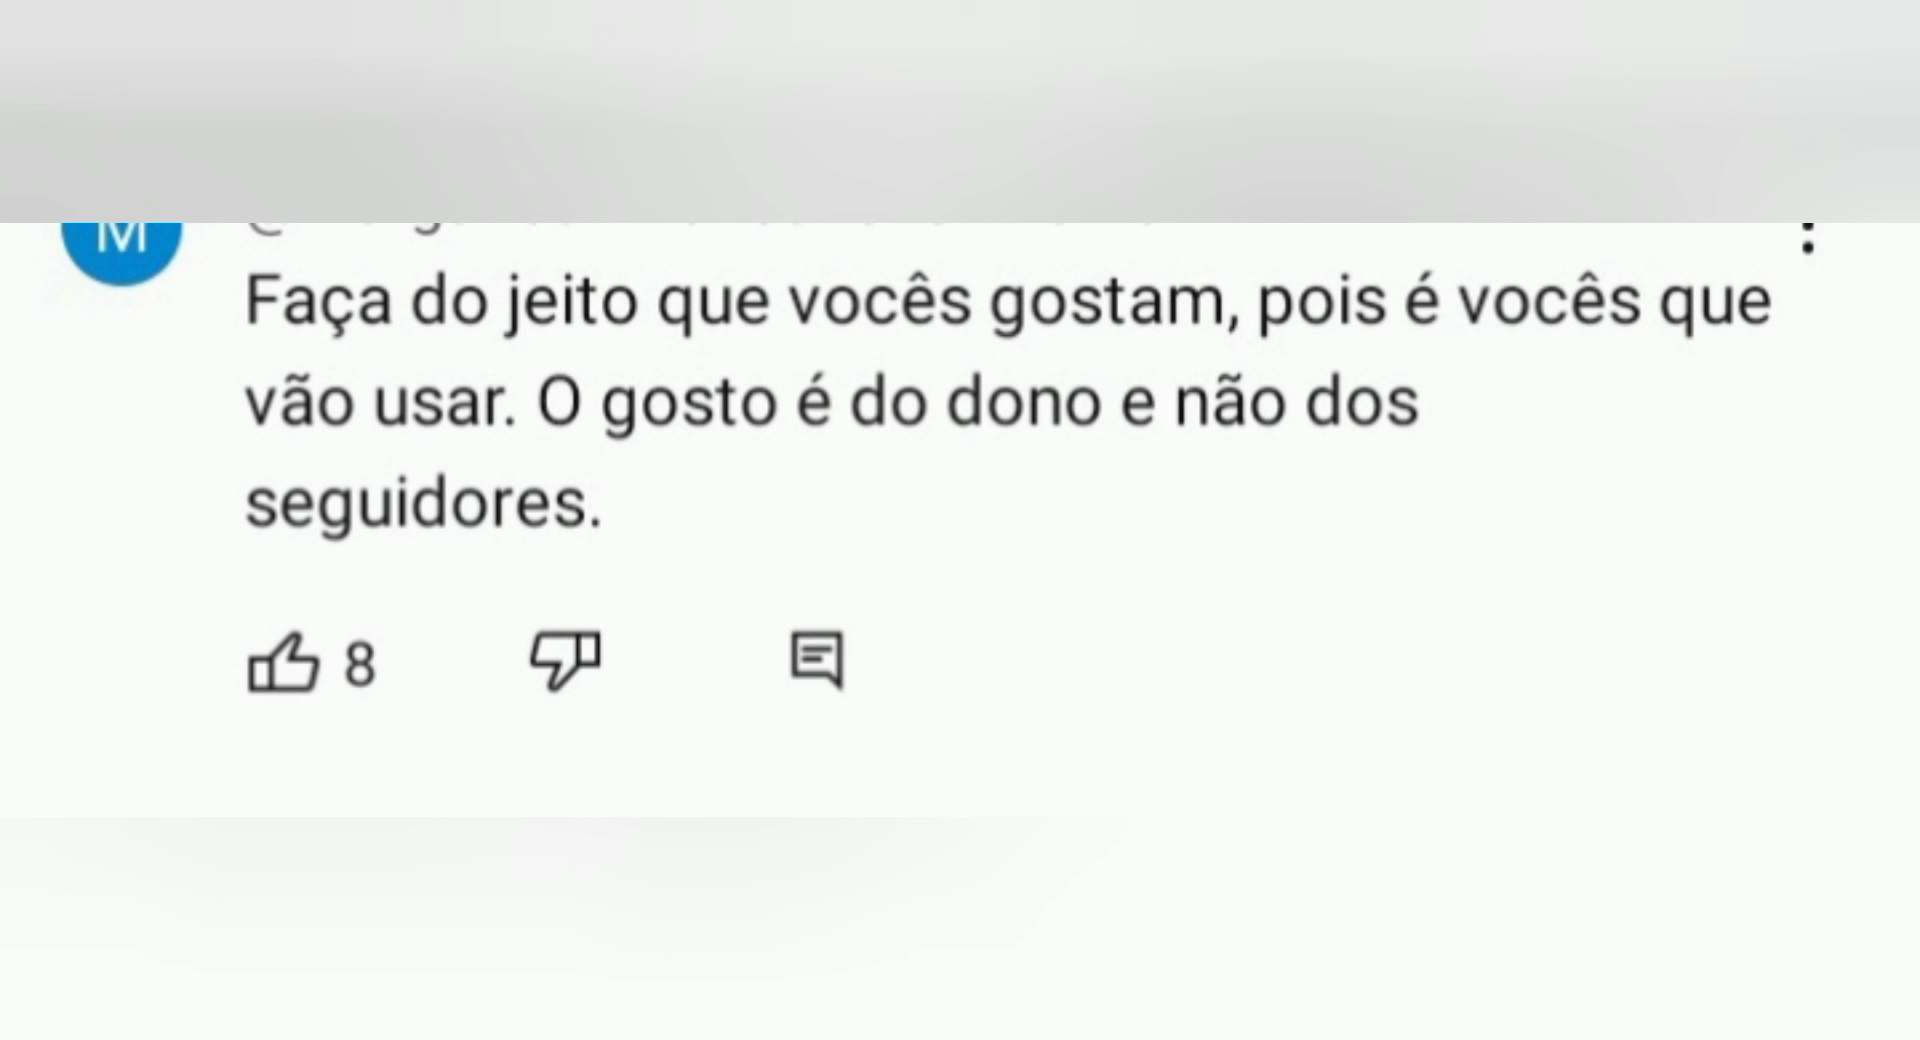 M
Faça do jeito que vocês gostam, pois é vocês que
vão usar. O gosto é do dono e não dos
seguidores.
8